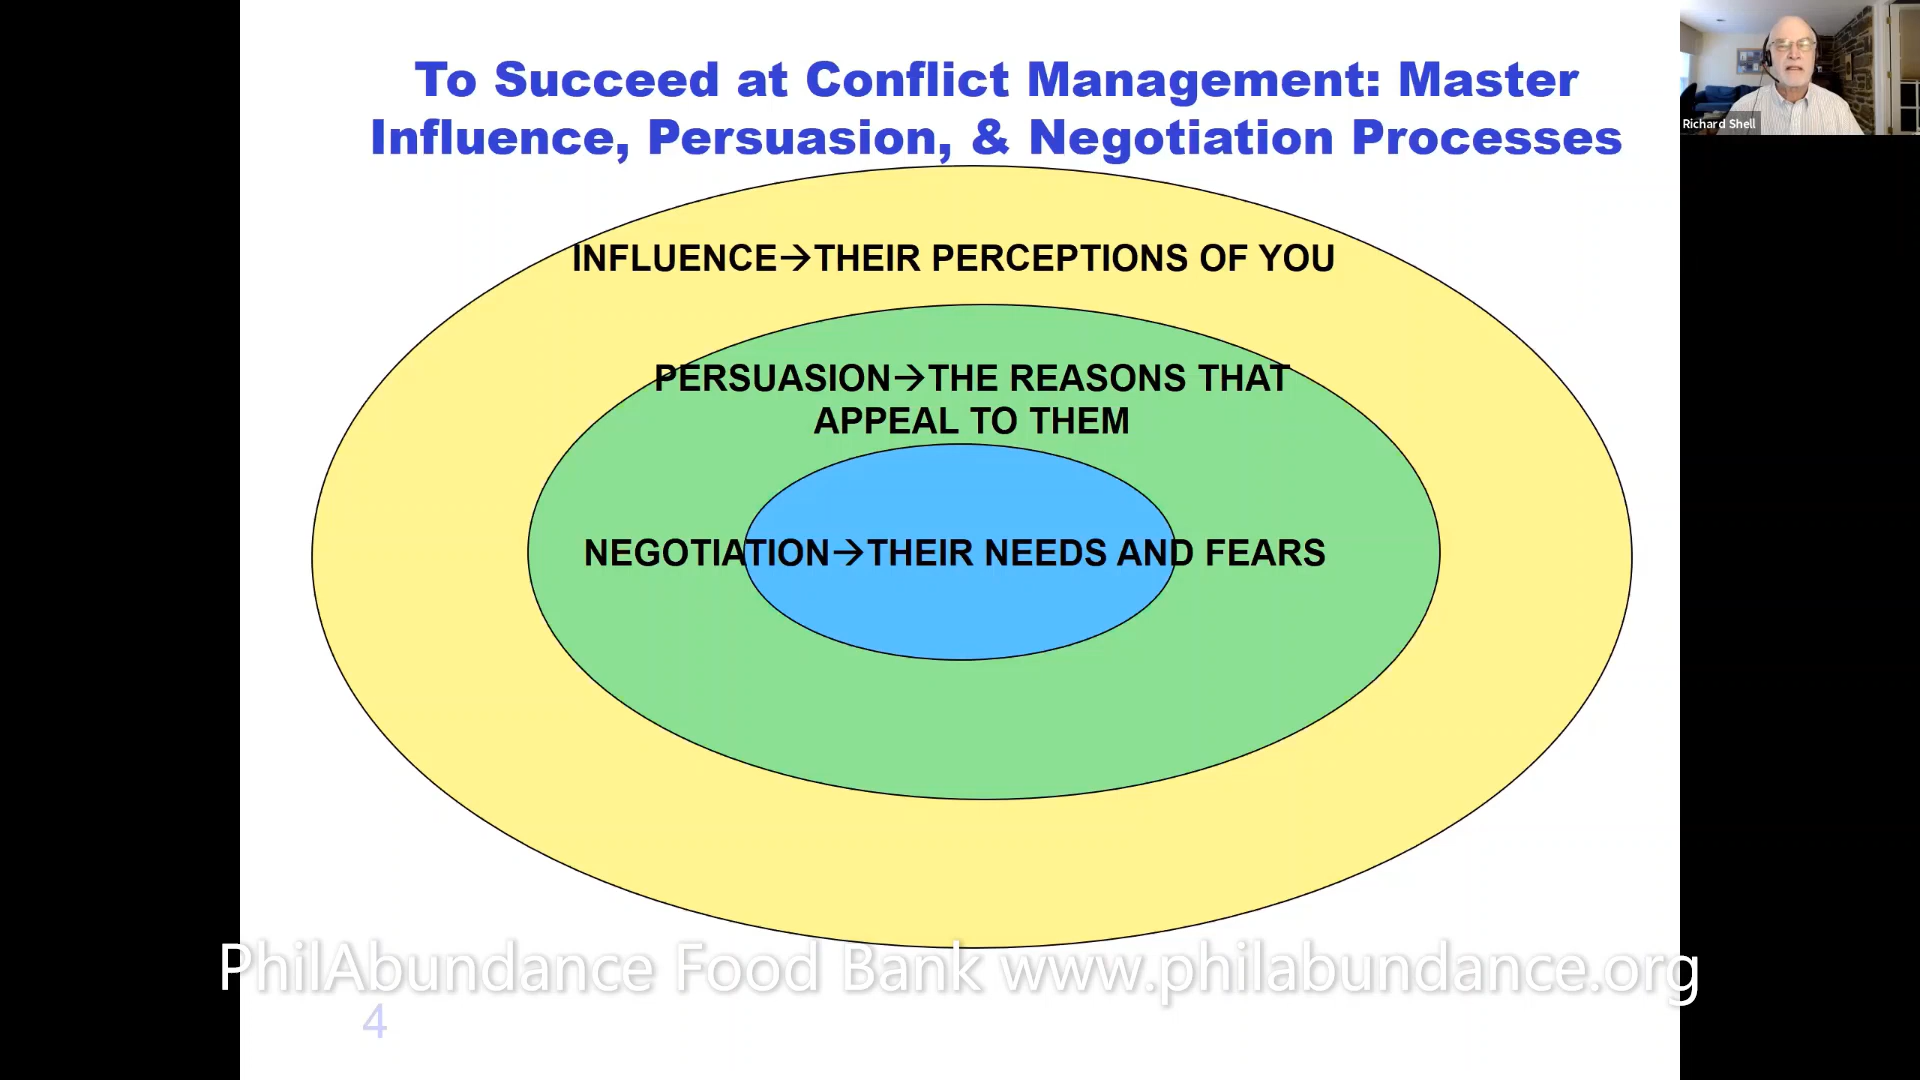 To Succeed at Conflict Management: Master
Influence, Persuasion, & Negotiation Processes
Richard Shell
INFLUENCE→THEIR PERCEPTIONS OF YOU
PERSUASION→THE REASONS THAT
APPEAL TO THEM
NEGOTIATION→THEIR NEEDS AND FEARS
PhilAbundance Food Bank www.philabundance.org
4